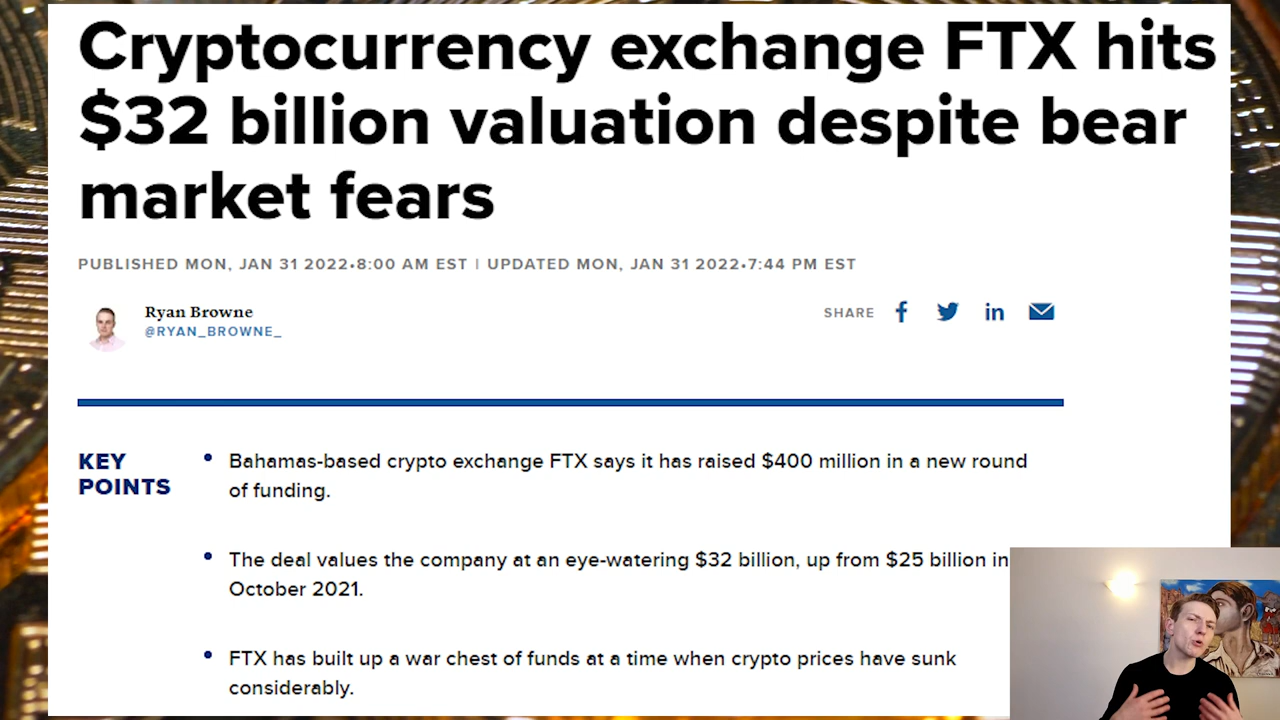 Cryptocurrency exchange FTX hits
$32 billion valuation despite bear
market fears
PUBLISHED MON, JAN 31 2022•8:00 AM EST | UPDATED MON, JAN 31 2022•7:44 PM EST
Ryan Browne
@RYAN_BROWNE_
SHARE
KEY
POINTS
• Bahamas-based crypto exchange FTX says it has raised $400 million in a new round
of funding.
• The deal values the company at an eye-watering $32 billion, up from $25 billion in
October 2021.
• FTX has built up a war chest of funds at a time when crypto prices have sunk
considerably.